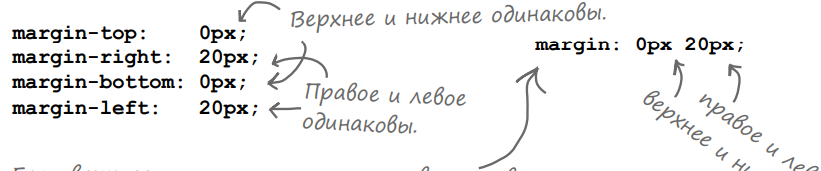 Верхнее и нижнее одинаковы.
margin-top: 0px;
margin-right: 20px;
margin-bottom: 0px;
margin-left: 20px;
Правое и левое
одинаковы.
margin: 0px 20px;
верхнее и
правое и